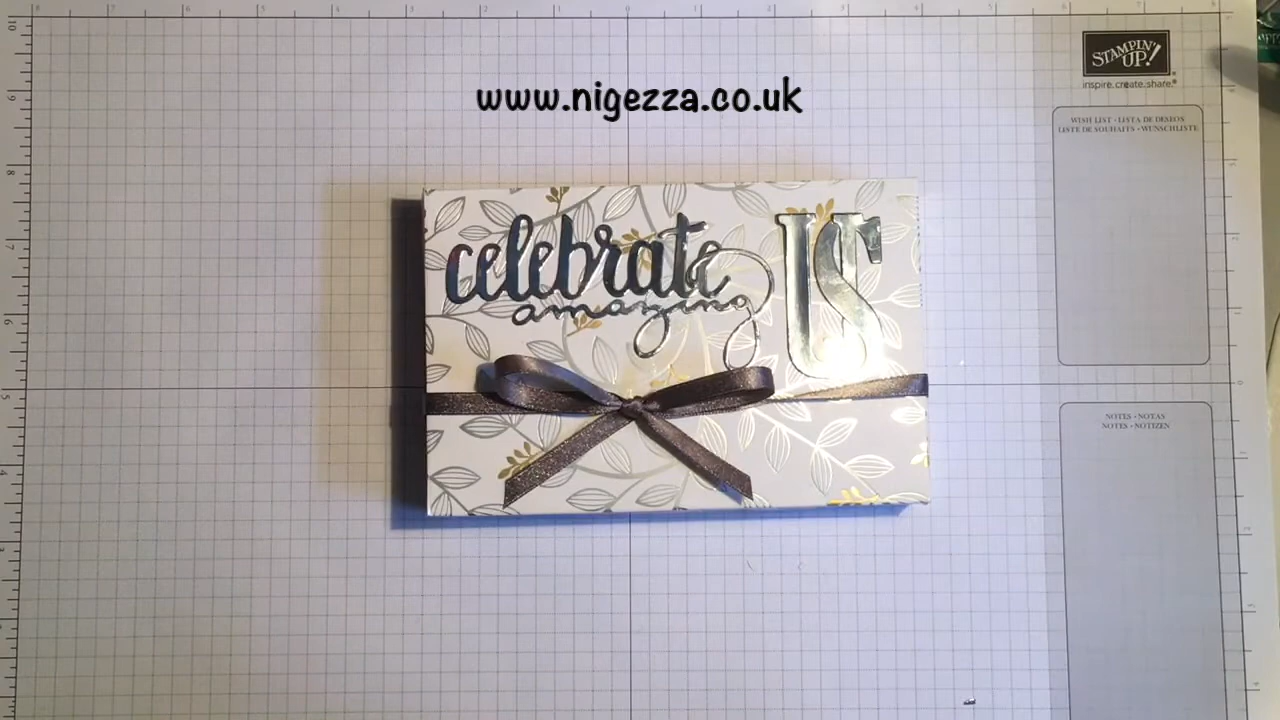 www.nigezza.co.uk
STAMPIN' UP!
inspire.create.share.
WISH LIST • LISTA DE DESEOS
LISTE DE SOUHAITS • WUNSCHLISTE
celebrate
amazing
US
NOTES • NOTAS
NOTES • NOTIZEN